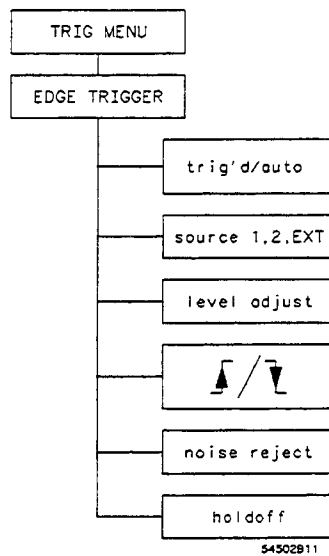 TRIG MENU
EDGE TRIGGER
trig'd/auto
source 1,2,EXT
level adjust
/
noise reject
holdoff
54502B11